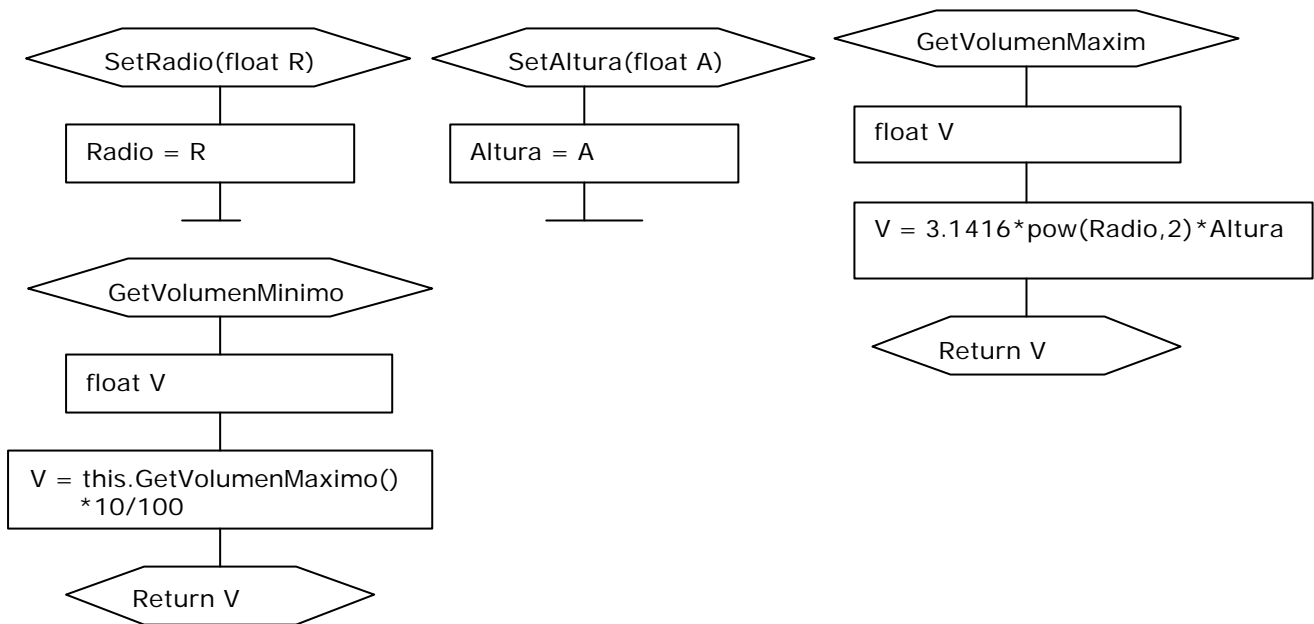 SetRadio(float R)
Radio = R
SetAltura(float A)
Altura = A
GetVolumenMaxim
float V
V = 3.1416*pow(Radio,2)*Altura
Return V
GetVolumenMinimo
float V
V = this.GetVolumenMaximo()
*10/100
Return V